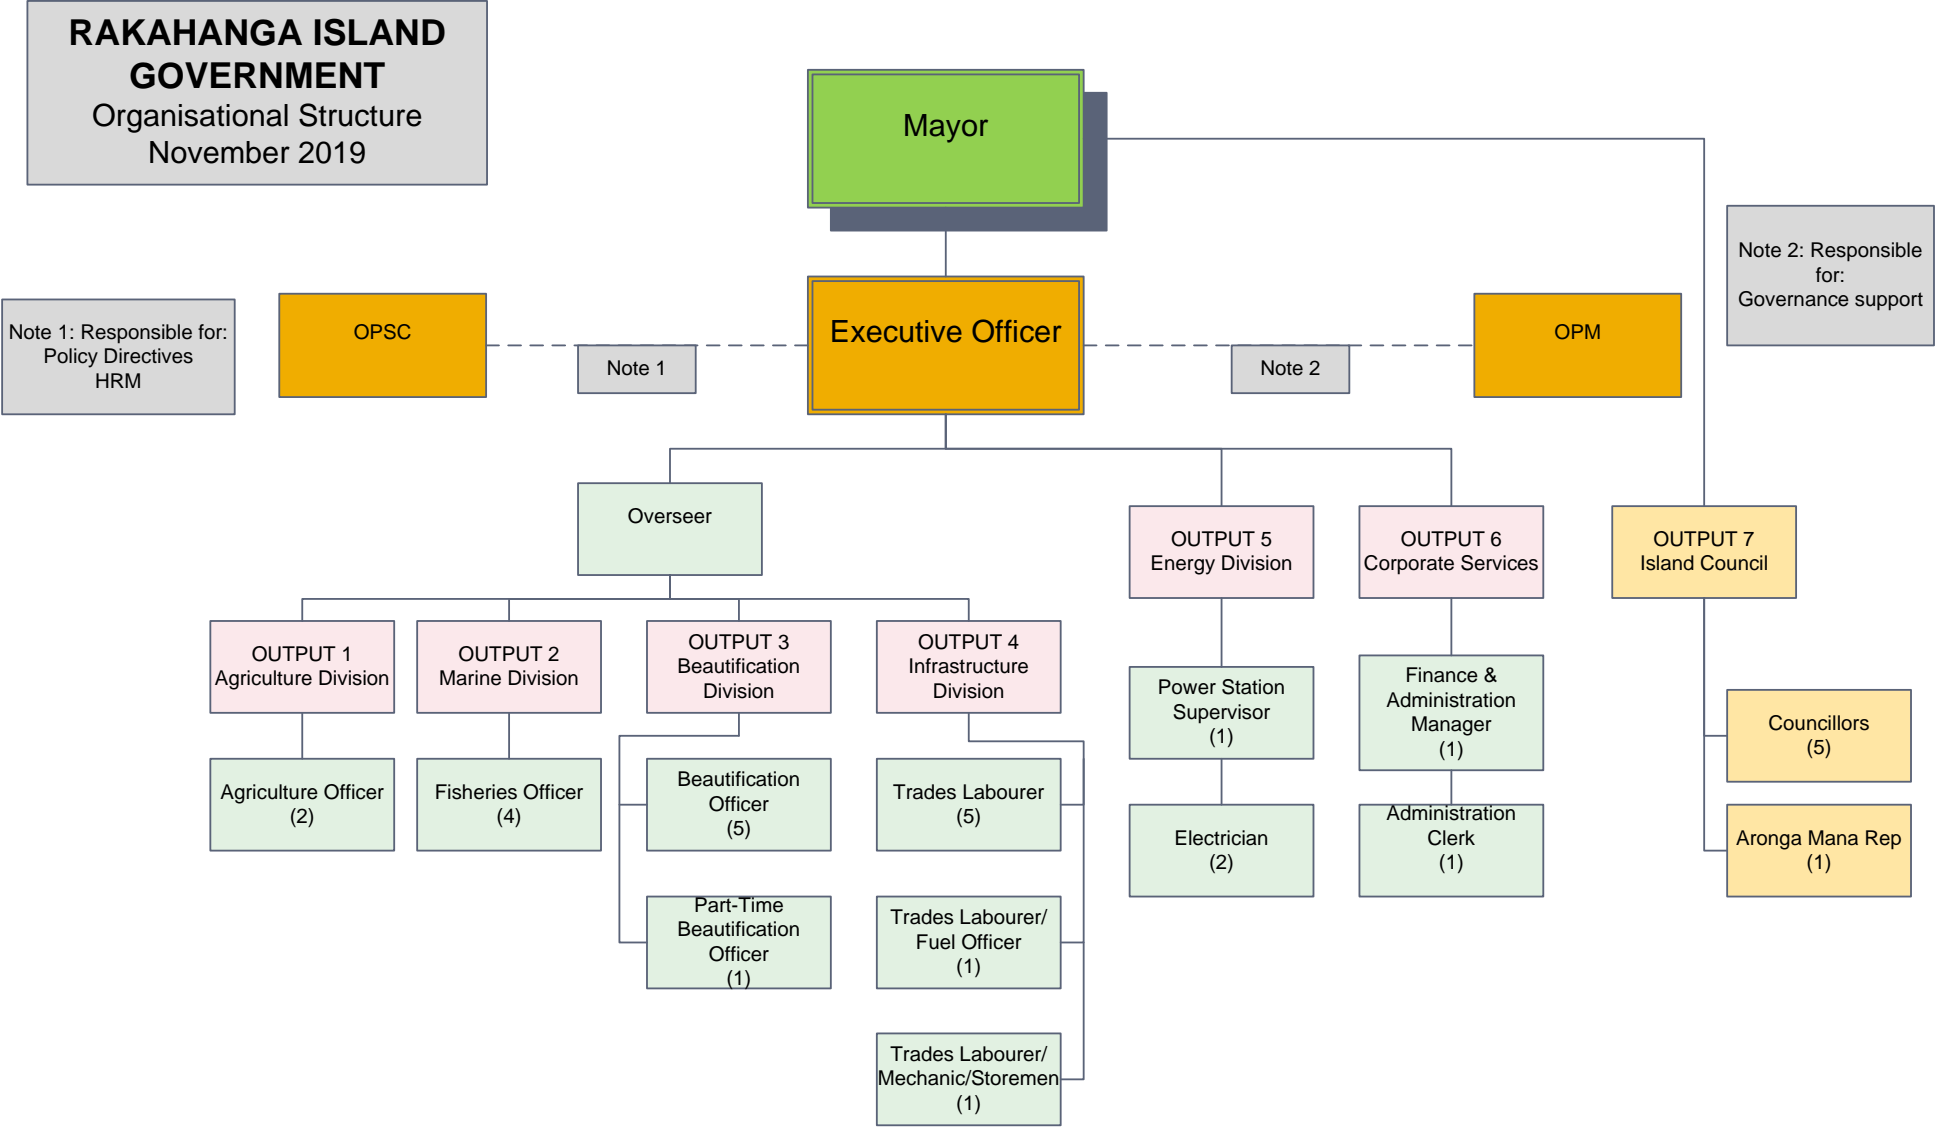 RAKAHANGA ISLAND
GOVERNMENT
Organisational Structure
November 2019
Mayor
Note 2: Responsible
for:
Governance support
Note 1: Responsible for:
Policy Directives
HRM
OPSC
Note 1
Executive Officer
Note 2
OPM
Overseer
OUTPUT 5
Energy Division
OUTPUT 6
Corporate Services
OUTPUT 7
Island Council
OUTPUT 1
Agriculture Division
OUTPUT 2
Marine Division
OUTPUT 3
Beautification
Division
OUTPUT 4
Infrastructure
Division
Power Station
Supervisor
(1)
Finance &
Administration
Manager
(1)
Councillors
(5)
Agriculture Officer
(2)
Fisheries Officer
(4)
Beautification
Officer
(5)
Trades Labourer
(5)
Electrician
(2)
Administration
Clerk
(1)
Aronga Mana Rep
(1)
Part-Time
Beautification
Officer
(1)
Trades Labourer/
Fuel Officer
(1)
Trades Labourer/
Mechanic/Storemen
(1)